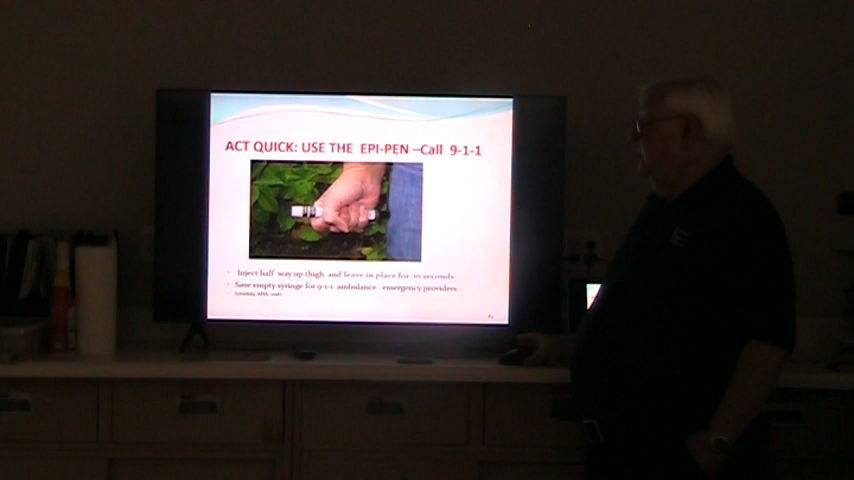 ACT QUICK: USE THE EPI-PEN –Call 9-1-1
Inject half way up thigh and leave in place for 10 seconds
Save empty syringe for 9-1-1 ambulance emergency providers